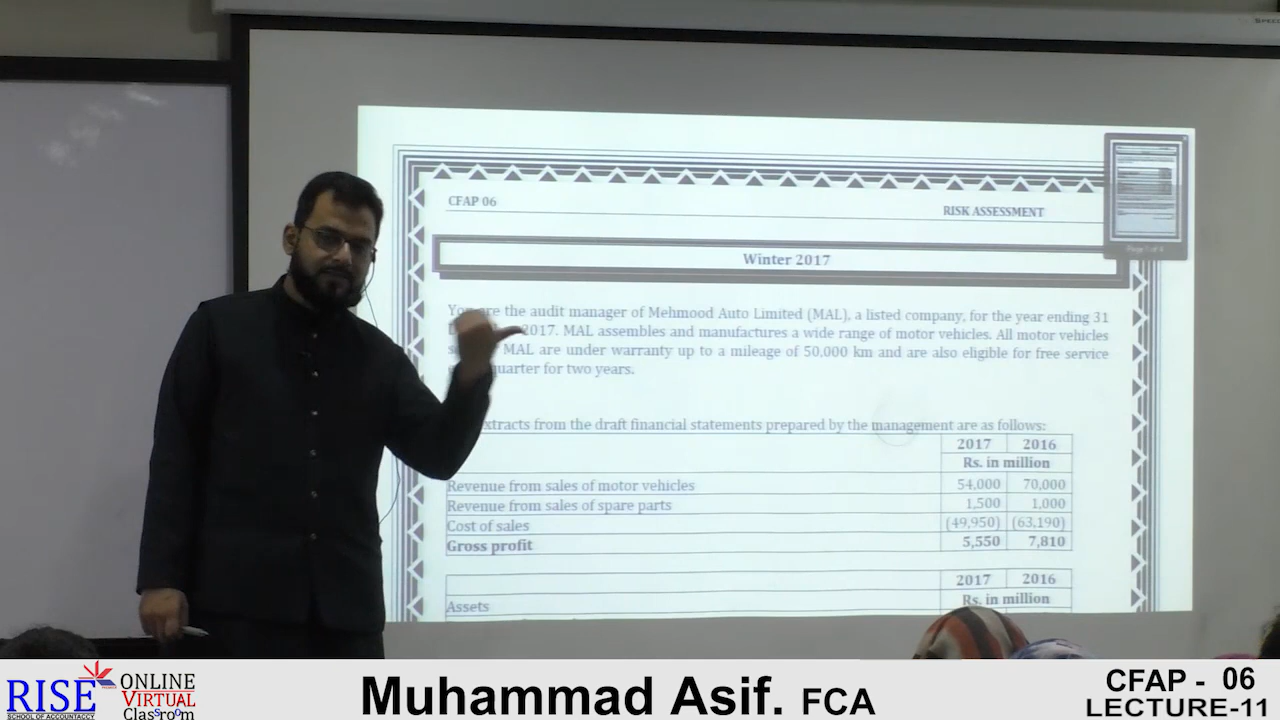 CFAP 06
RISK ASSESSMENT
Winter 2017
You are the audit manager of Mehmood Auto Limited (MAL), a listed company, for the year ending 31
2017. MAL assembles and manufactures a wide range of motor vehicles. All motor vehicles
MAL are under warranty up to a mileage of 50,000 km and are also eligible for free service
quarter for two years.
extracts from the draft financial statements prepared by the management are as follows:
2017 2016
Rs. in million
Revenue from sales of motor vehicles 54,000 70,000
Revenue from sales of spare parts 1,500 1,000
Cost of sales (49,950) (63,190)
Gross profit 5,550 7,810
2017 2016
Assets Rs. in million
RISE
SCHOOL OF ACCOUNTACY
ONLINE
VIRTUAL
ClassroOm
Muhammad Asif. FCA
CFAP - 06
LECTURE-11